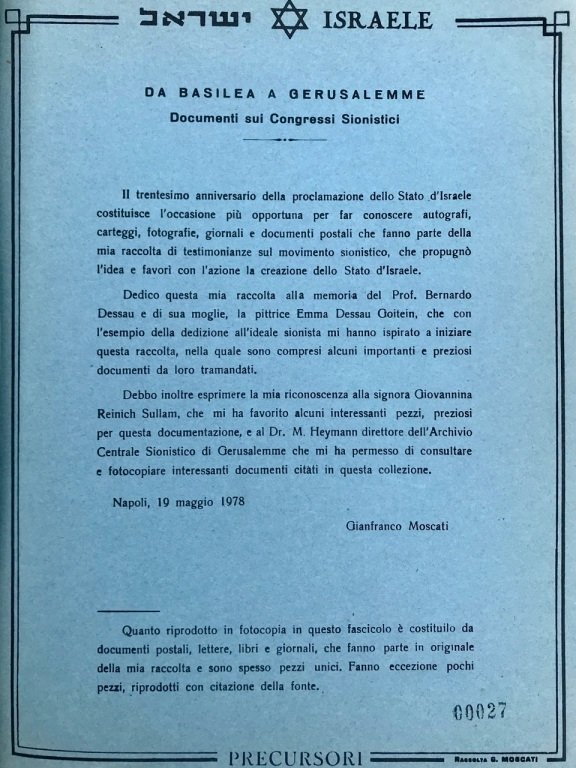 ישראל ISRAELE
DA BASILEA A GERUSALEMME
Documenti sui Congressi Sionistici
Il trentesimo anniversario della proclamazione dello Stato d'Israele
costituisce l'occasione più opportuna per far conoscere autografi,
carteggi, fotografie, giornali e documenti postali che fanno parte della
mia raccolta di testimonianze sul movimento sionistico, che propugnò
l'idea e favorì con l'azione la creazione dello Stato d'Israele.
Dedico questa mia raccolta alla memoria del Prof. Bernardo
Dessau e di sua moglie, la pittrice Emma Dessau Goitein, che con
l'esempio della dedizione all'ideale sionista mi hanno ispirato a iniziare
questa raccolta, nella quale sono compresi alcuni importanti e preziosi
documenti da loro tramandati.
Debbo inoltre esprimere la mia riconoscenza alla signora Giovannina
Reinich Sullam, che mi ha favorito alcuni interessanti pezzi, preziosi
per questa documentazione, e al Dr. M. Heymann direttore dell'Archivio
Centrale Sionistico di Gerusalemme che mi ha permesso di consultare
e fotocopiare interessanti documenti citati in questa collezione.
Napoli, 19 maggio 1978
Gianfranco Moscati
Quanto riprodotto in fotocopia in questo fascicolo è costituilo da
documenti postali, lettere, libri e giornali, che fanno parte in originale
della mia raccolta e sono spesso pezzi unici. Fanno eccezione pochi
pezzi, riprodotti con citazione della fonte.
00027
PRECURSORI
RACCOLTA G. MOSCATI